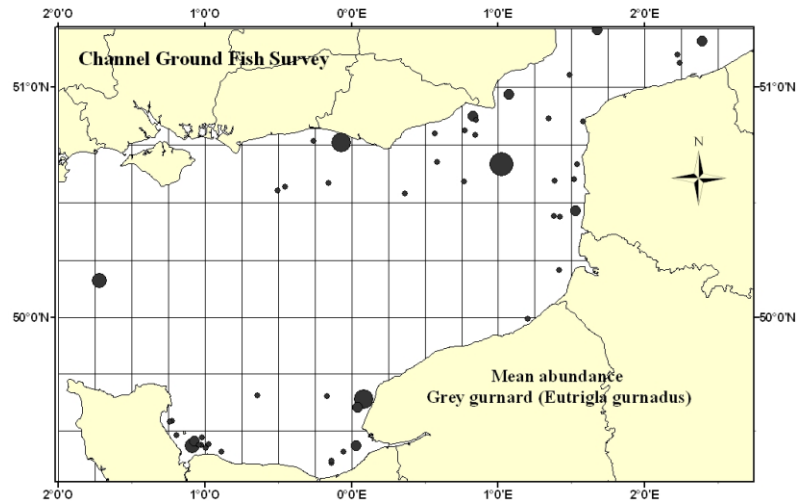 2°0'W 1°0'W 0°0'E 1°0'E 2°0'E
Channel Ground Fish Survey
51°0'N 51°0'N
N
50°0'N 50°0'N
Mean abundance
Grey gurnard (Eutrigla gurnadus)
2°0'E 1°0'W 0°0'E 1°0'E 2°0'E